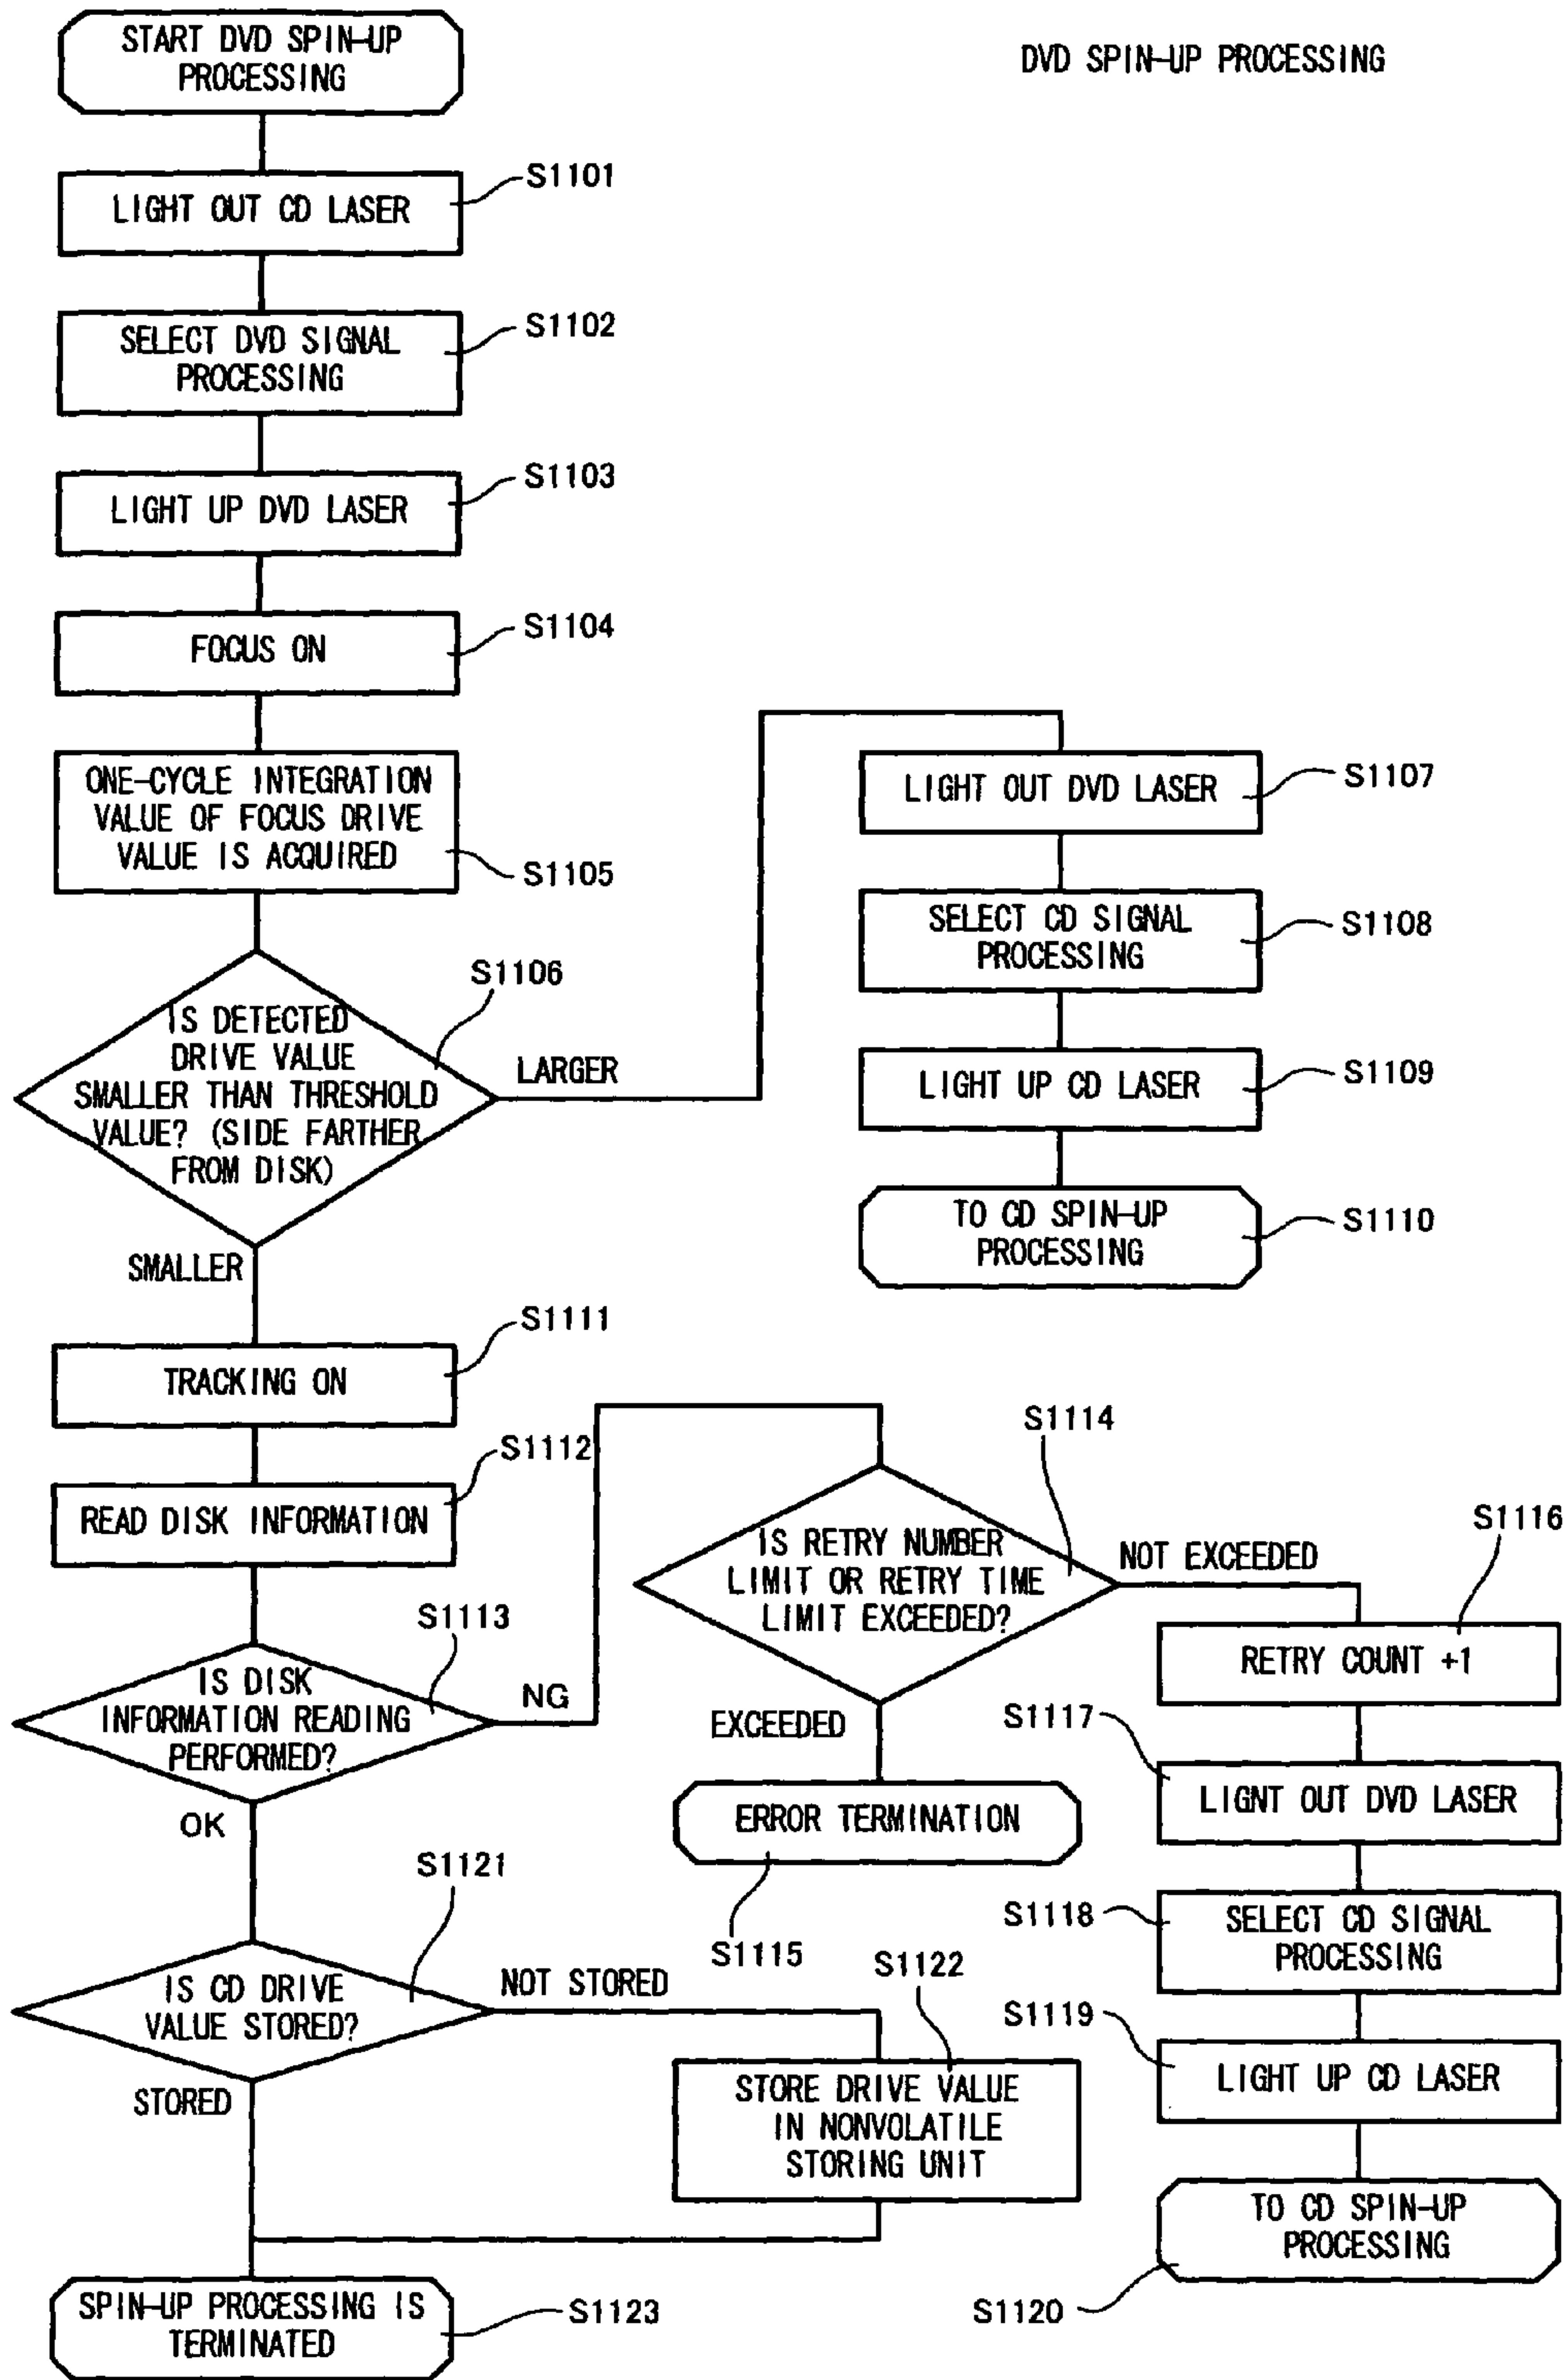 START DVD SPIN-UP
PROCESSING
DVD SPIN-UP PROCESSING
S1101
LIGHT OUT CD LASER
S1102
SELECT DVD SIGNAL
PROCESSING
S1103
LIGHT UP DVD LASER
S1104
FOCUS ON
ONE-CYCLE INTEGRATION
VALUE OF FOCUS DRIVE
VALUE IS ACQUIRED
S1105
S1106
IS DETECTED
DRIVE VALUE
SMALLER THAN THRESHOLD
VALUE? (SIDE FARTHER
FROM DISK)
LARGER
SMALLER
LIGHT OUT DVD LASER
S1107
SELECT CD SIGNAL
PROCESSING
S1108
LIGHT UP CD LASER
S1109
TO CD SPIN-UP
PROCESSING
S1110
S1111
TRACKING ON
S1112
READ DISK INFORMATION
S1113
IS DISK
INFORMATION READING
PERFORMED?
NG
OK
S1114
IS RETRY NUMBER
LIMIT OR RETRY TIME
LIMIT EXCEEDED?
NOT EXCEEDED
EXCEEDED
ERROR TERMINATION
S1115
S1116
RETRY COUNT +1
S1117
LIGNT OUT DVD LASER
S1118
SELECT CD SIGNAL
PROCESSING
S1119
LIGHT UP CD LASER
TO CD SPIN-UP
PROCESSING
S1120
S1121
IS CD DRIVE
VALUE STORED?
NOT STORED
STORED
S1122
STORE DRIVE VALUE
IN NONVOLATILE
STORING UNIT
SPIN-UP PROCESSING IS
TERMINATED
S1123